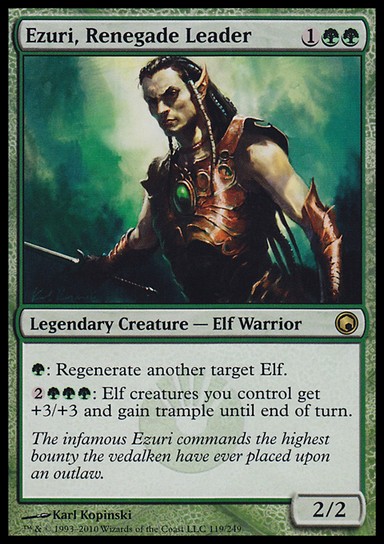 Ezuri, Renegade Leader 1
Legendary Creature — Elf Warrior
: Regenerate another target Elf.
2: Elf creatures you control get
+3/+3 and gain trample until end of turn.
The infamous Ezuri commands the highest
bounty the vedalken have ever placed upon
an outlaw.
Karl Kopinski
2/2
™ & © 1993–2010 Wizards of the Coast LLC 119/249